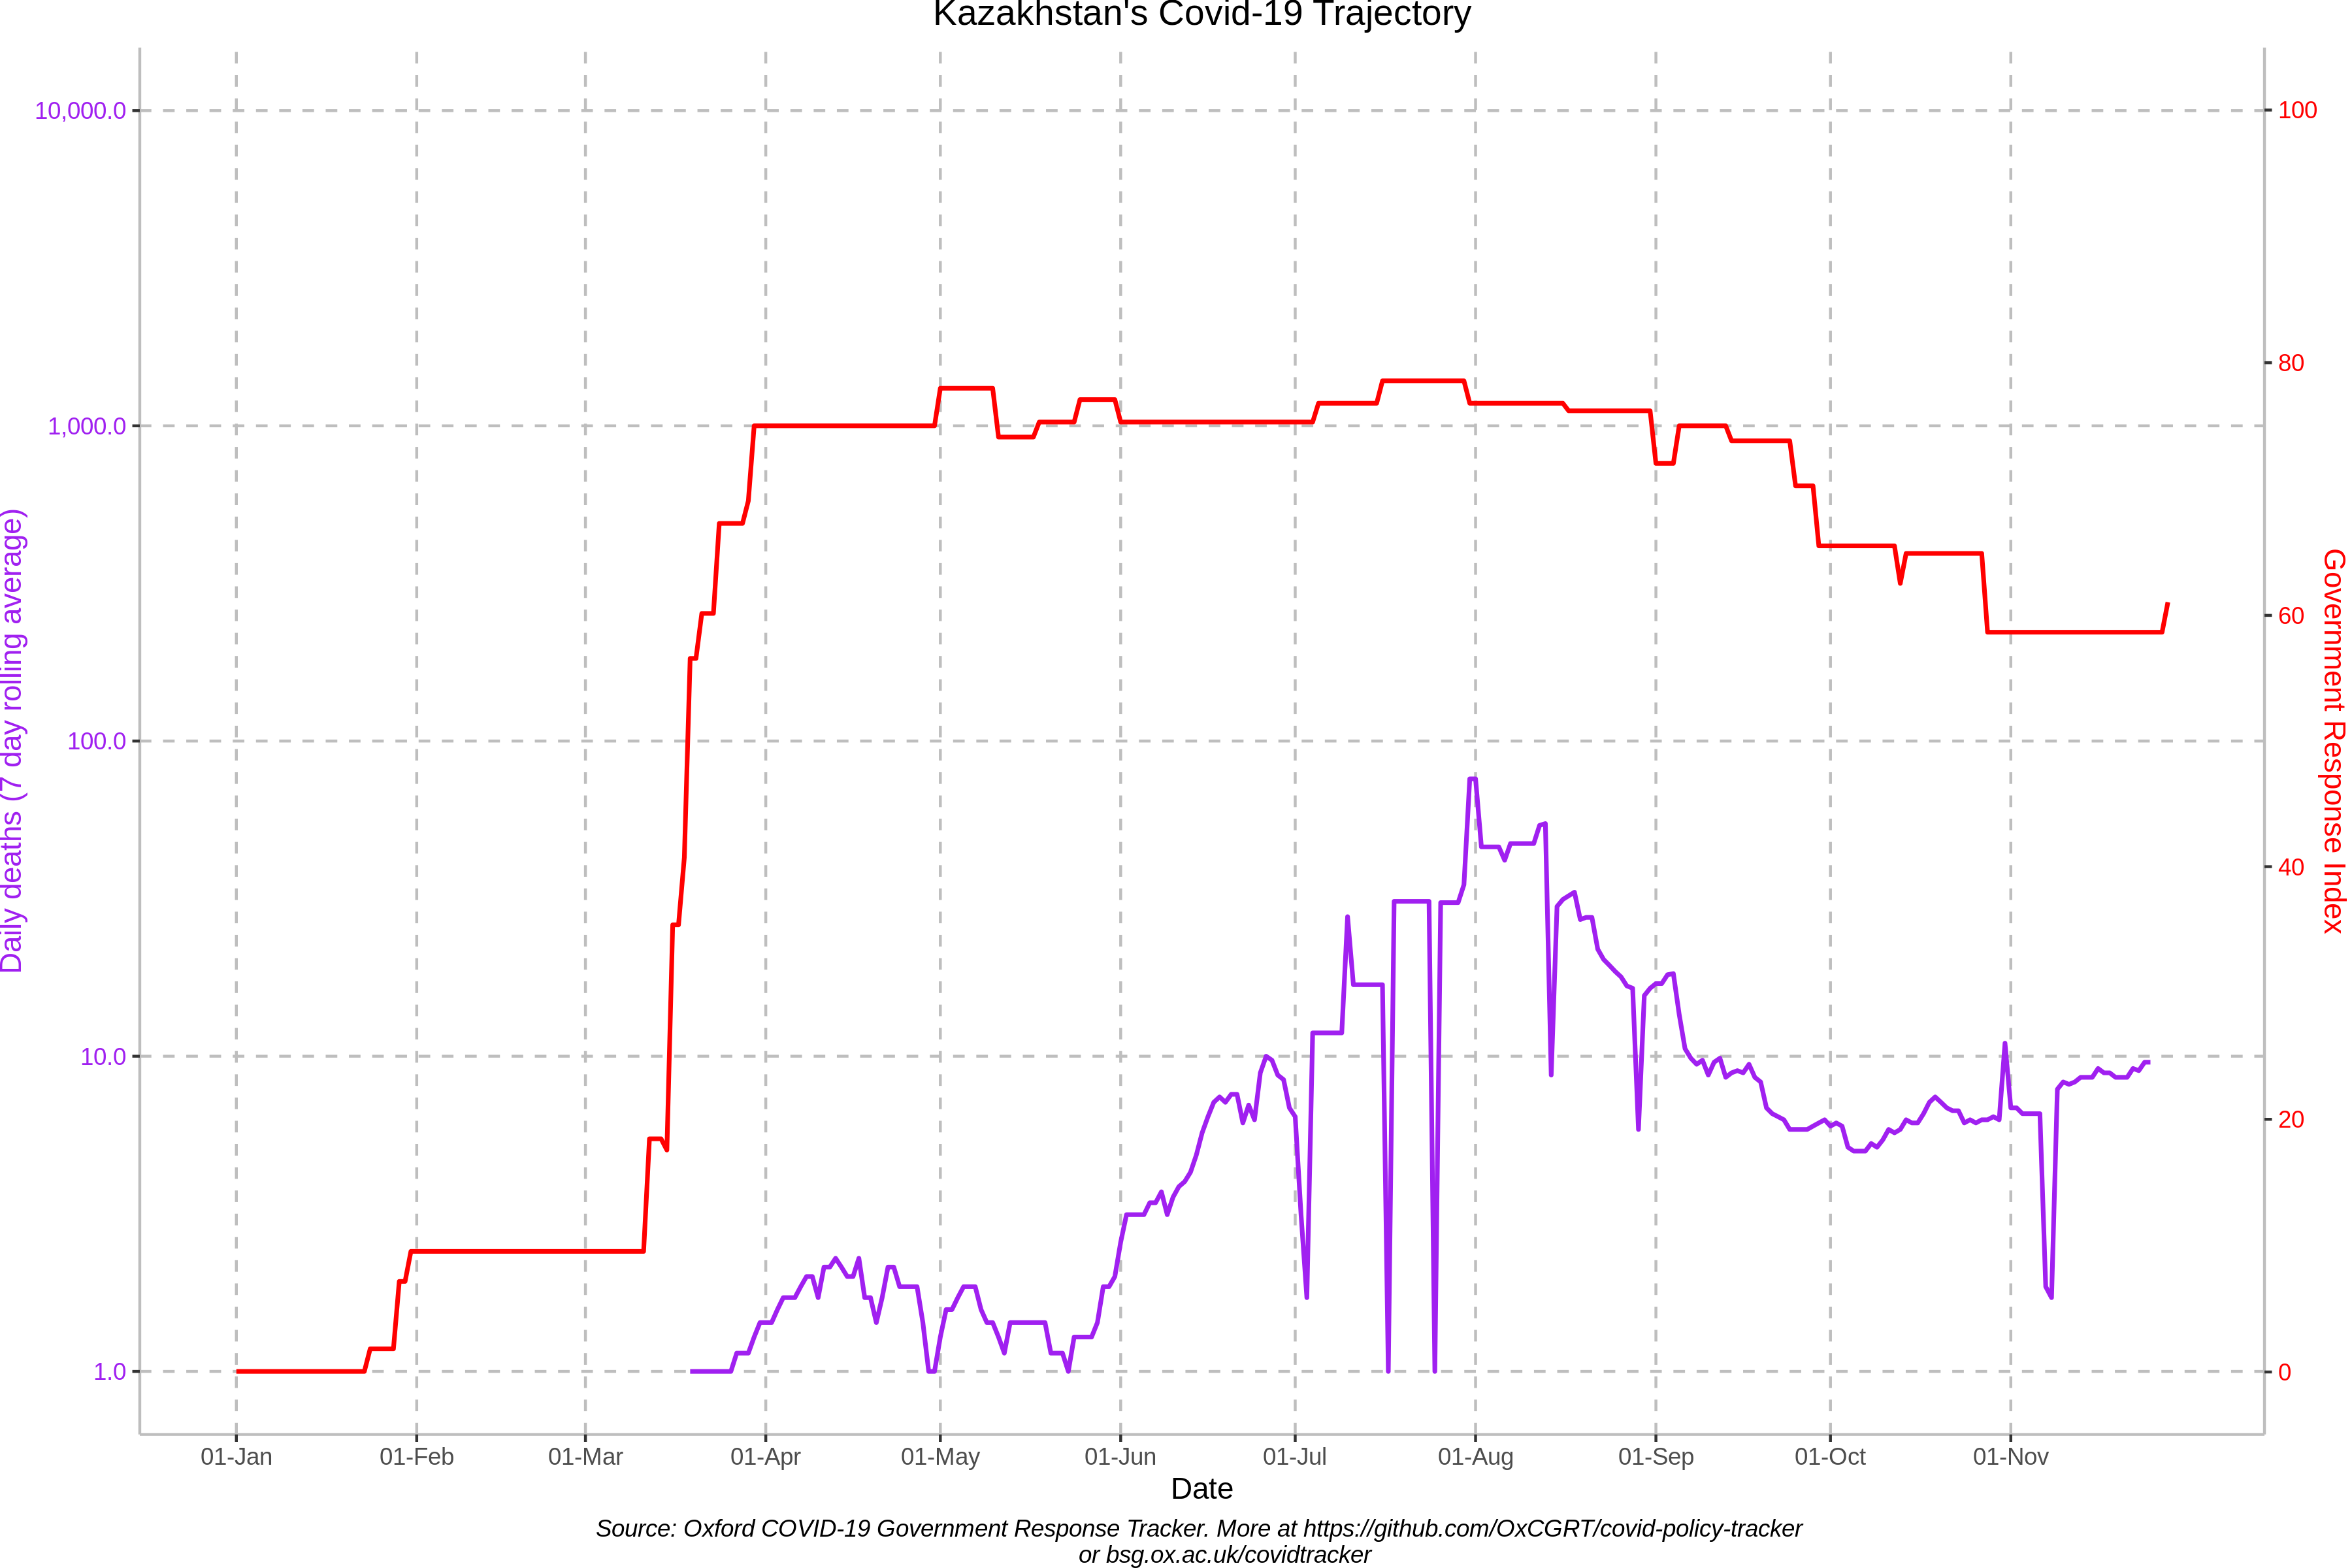 Kazakhstan's Covid-19 Trajectory
10,000.0
1,000.0
100.0
10.0
1.0
Daily deaths (7 day rolling average)
100
80
60
40
20
0
Government Response Index
01-Jan 01-Feb 01-Mar 01-Apr 01-May 01-Jun 01-Jul 01-Aug 01-Sep 01-Oct 01-Nov
Date
Source: Oxford COVID-19 Government Response Tracker. More at https://github.com/OxCGRT/covid-policy-tracker
or bsg.ox.ac.uk/covidtracker